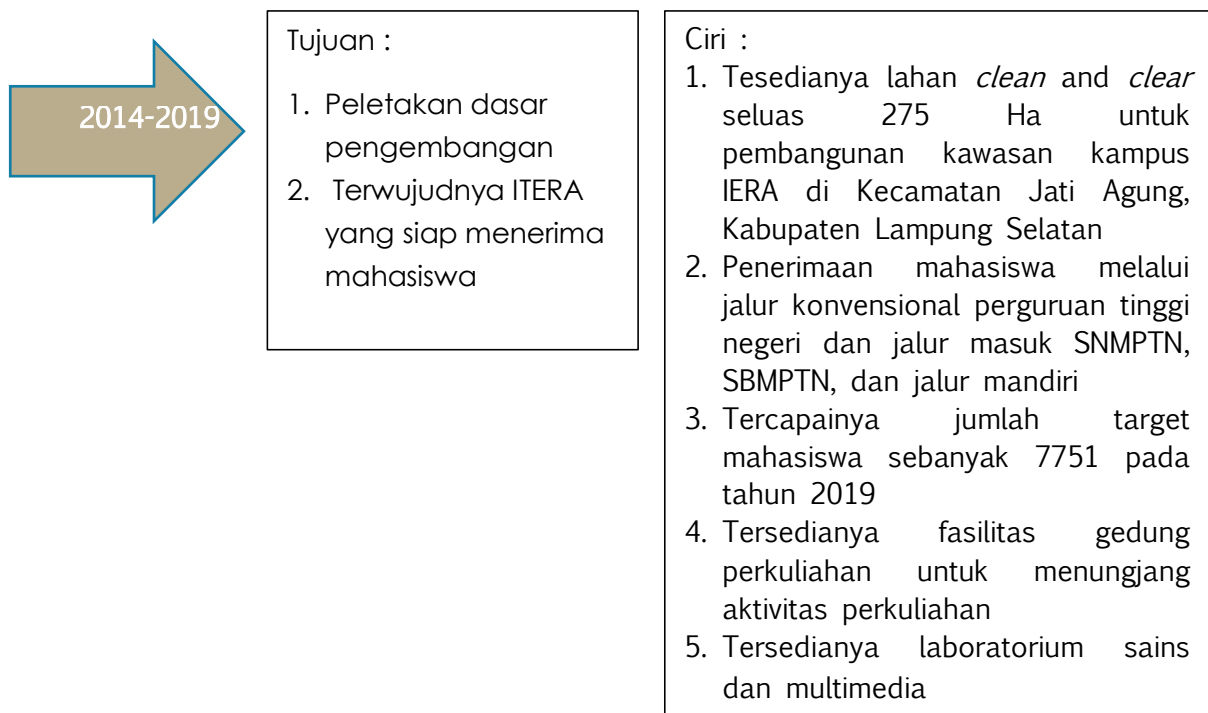 2014-2019
Tujuan :
1. Peletakan dasar
pengembangan
2. Terwujudnya ITERA
yang siap menerima
mahasiswa
Ciri :
1. Tesedianya lahan clean and clear
seluas 275 Ha untuk
pembangunan kawasan kampus
IERA di Kecamatan Jati Agung,
Kabupaten Lampung Selatan
2. Penerimaan mahasiswa melalui
jalur konvensional perguruan tinggi
negeri dan jalur masuk SNMPTN,
SBMPTN, dan jalur mandiri
3. Tercapainya jumlah target
mahasiswa sebanyak 7751 pada
tahun 2019
4. Tersedianya fasilitas gedung
perkuliahan untuk menungjang
aktivitas perkuliahan
5. Tersedianya laboratorium sains
dan multimedia